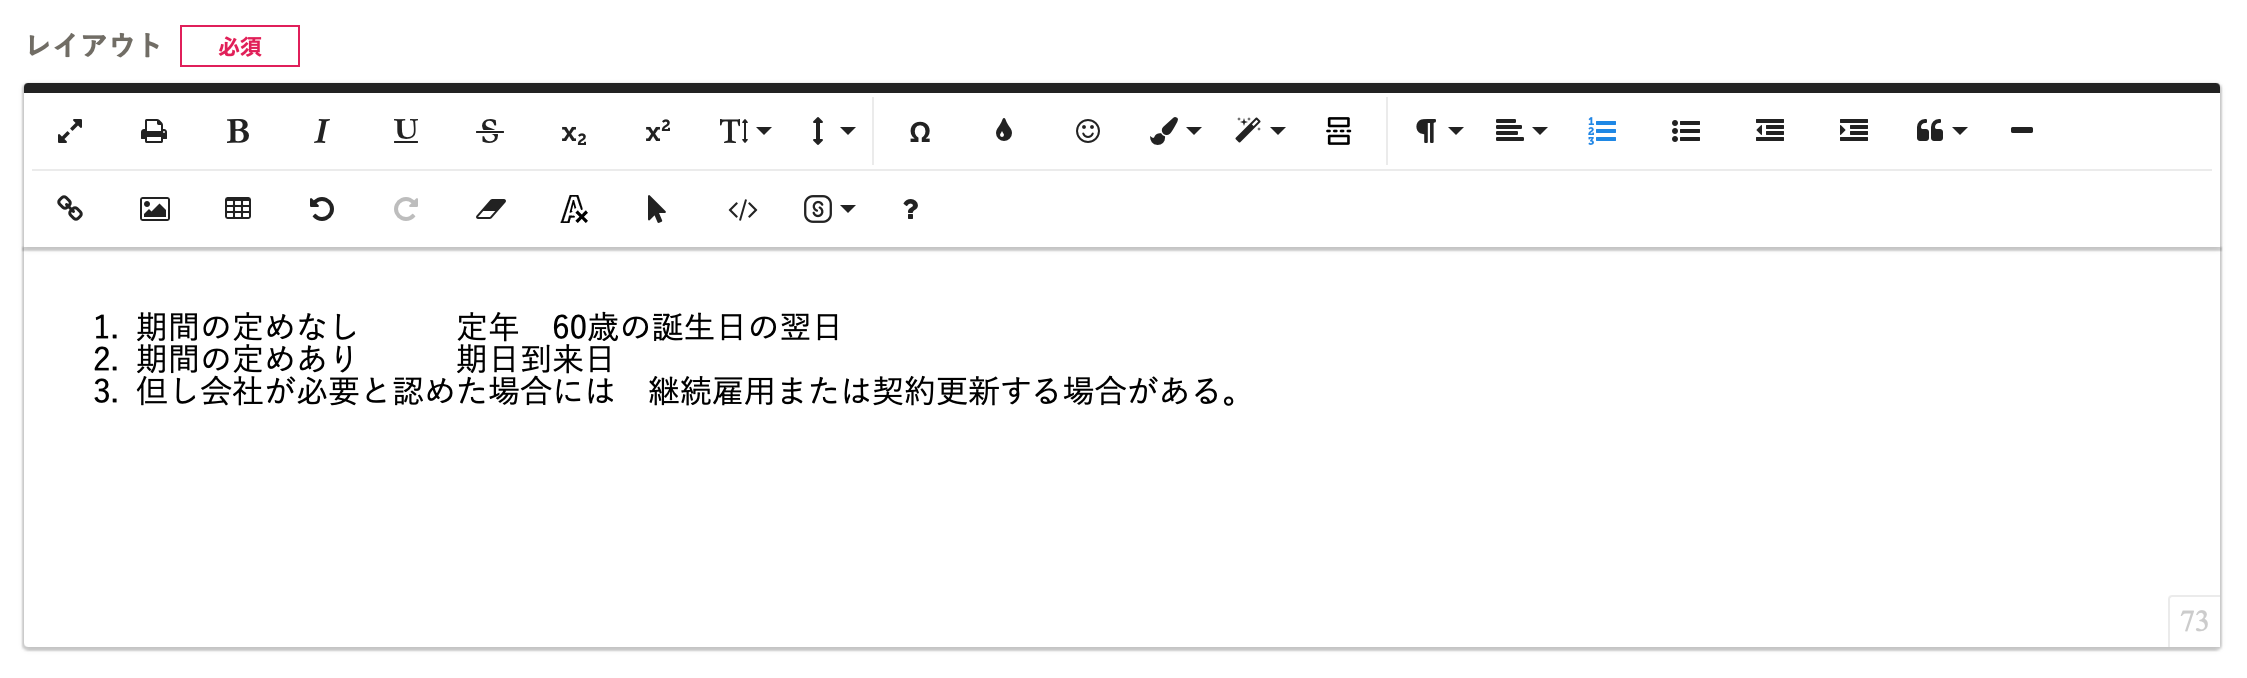 レイアウト 必須
1. 期間の定めなし　　　定年　60歳の誕生日の翌日
2. 期間の定めあり　　　期日到来日
3. 但し会社が必要と認めた場合には　継続雇用または契約更新する場合がある。
73